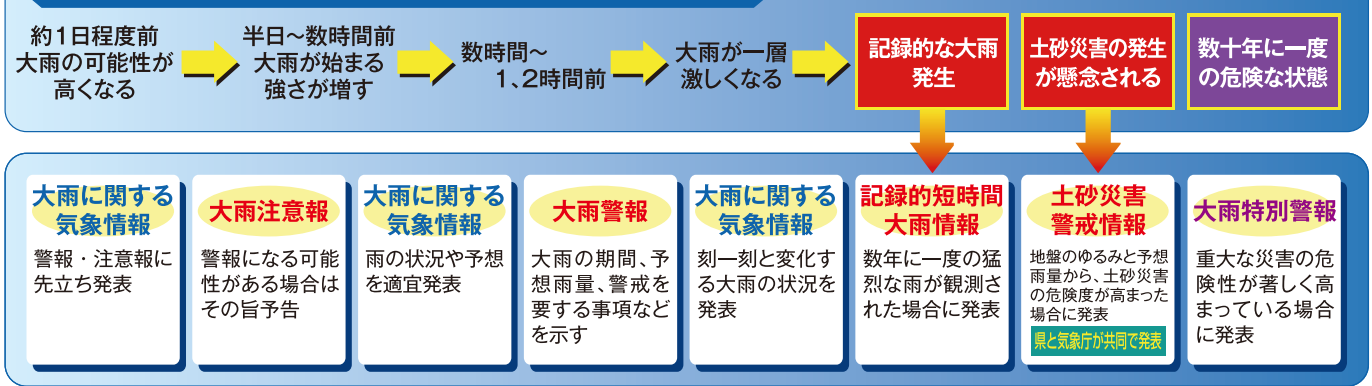 約1日程度前
大雨の可能性が
高くなる
半日～数時間前
大雨が始まる
強さが増す
数時間～
1、2時間前
大雨が一層
激しくなる
記録的な大雨
発生
土砂災害の発生
が懸念される
数十年に一度
の危険な状態
大雨に関する
気象情報
警報・注意報に
先立ち発表
大雨注意報
警報になる可能
性がある場合は
その旨予告
大雨に関する
気象情報
雨の状況や予想
を適宜発表
大雨警報
大雨の期間、予
想雨量、警戒を
要する事項など
を示す
大雨に関する
気象情報
刻一刻と変化す
る大雨の状況を
発表
記録的短時間
大雨情報
数年に一度の猛
烈な雨が観測さ
れた場合に発表
土砂災害
警戒情報
地盤のゆるみと予想
雨量から、土砂災害
の危険度が高まった
場合に発表
県と気象庁が共同で発表
大雨特別警報
重大な災害の危
険性が著しく高
まっている場合
に発表